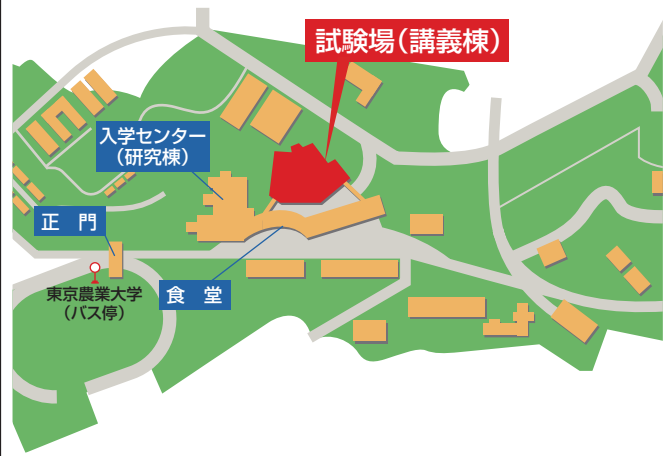 試験場(講義棟)
入学センター
(研究棟)
正　門
食　堂
東京農業大学
(バス停)